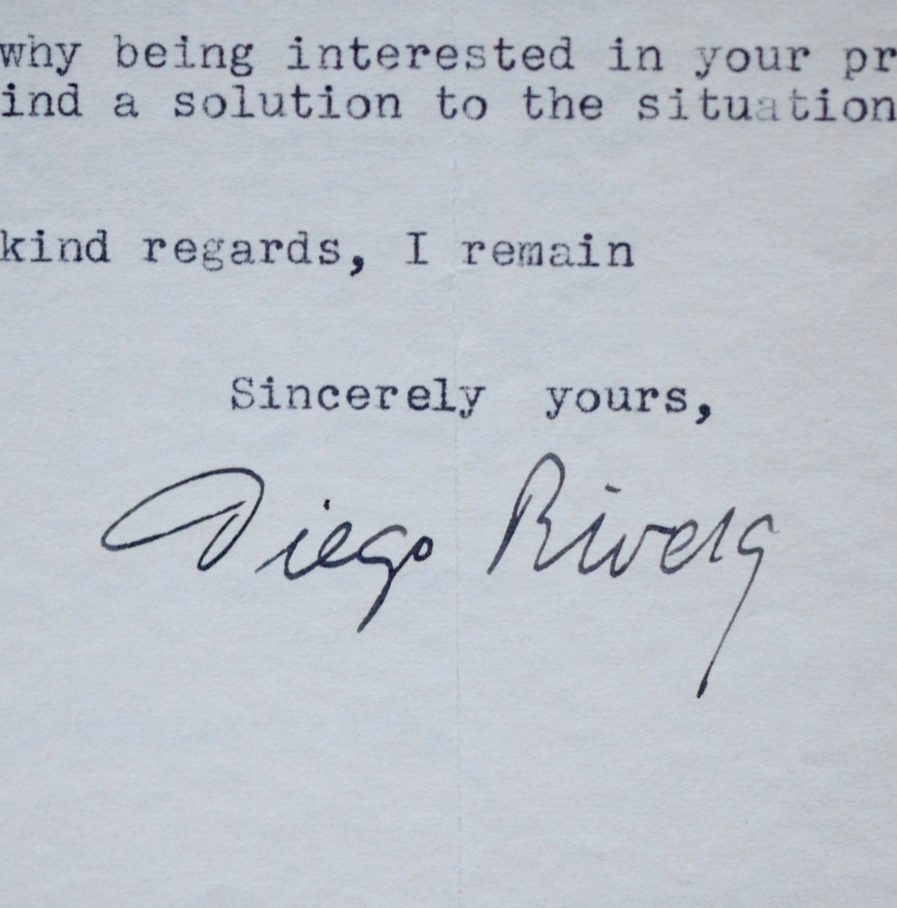 why being interested in your pr
ind a solution to the situation
kind regards, I remain
Sincerely yours,
Diego Rivera